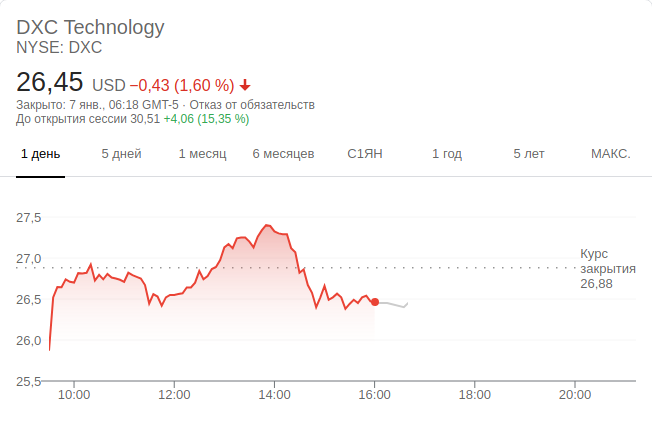 DXC Technology
NYSE: DXC
26,45 USD −0,43 (1,60 %)
Закрыто: 7 янв., 06:18 GMT-5 · Отказ от обязательств
До открытия сессии 30,51 +4,06 (15,35 %)
1 день 5 дней 1 месяц 6 месяцев С1ЯН 1 год 5 лет МАКС.
27,5
27,0
26,5
26,0
25,5
Курс
закрытия
26,88
10:00 12:00 14:00 16:00 18:00 20:00